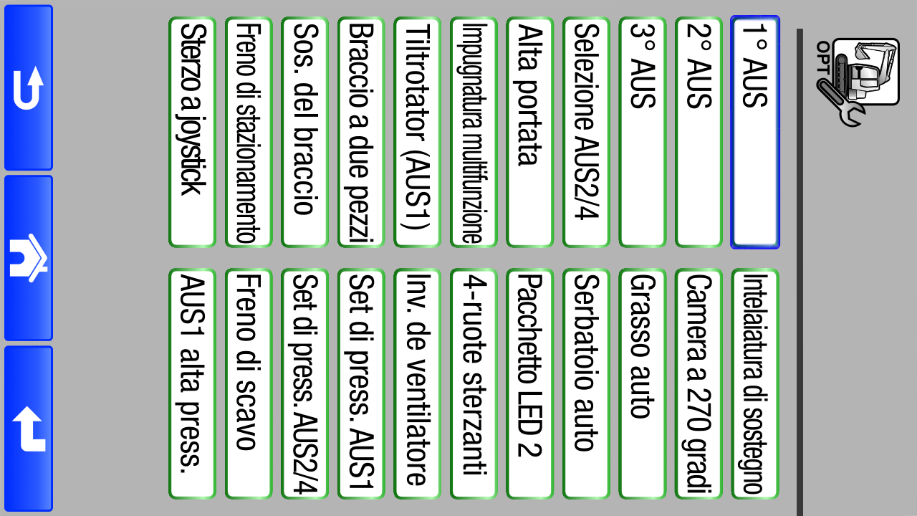 OPT
1° AUS
2° AUS
3° AUS
Selezione AUS2/4
Alta portata
Impugnatura multifunzione
Tiltrotator (AUS1)
Braccio a due pezzi
Sos. del braccio
Freno di stazionamento
Sterzo a joystick
Intelaiatura di sostegno
Camera a 270 gradi
Grasso auto
Serbatoio auto
Pacchetto LED 2
4-ruote sterzanti
Inv. de ventilatore
Set di press. AUS1
Set di press. AUS2/4
Freno di scavo
AUS1 alta press.